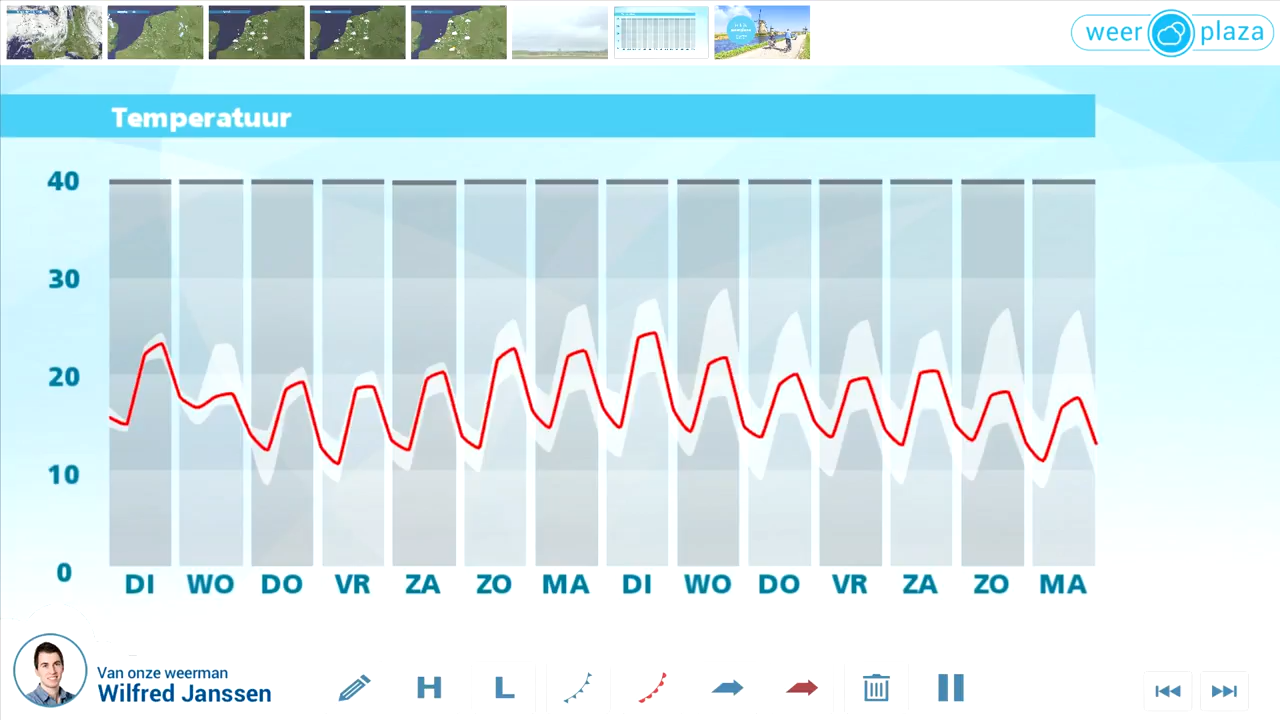 weer plaza
Temperatuur
40
30
20
10
0
DI WO DO VR ZA ZO MA DI WO DO VR ZA ZO MA
Van onze weerman
Wilfred Janssen
H L